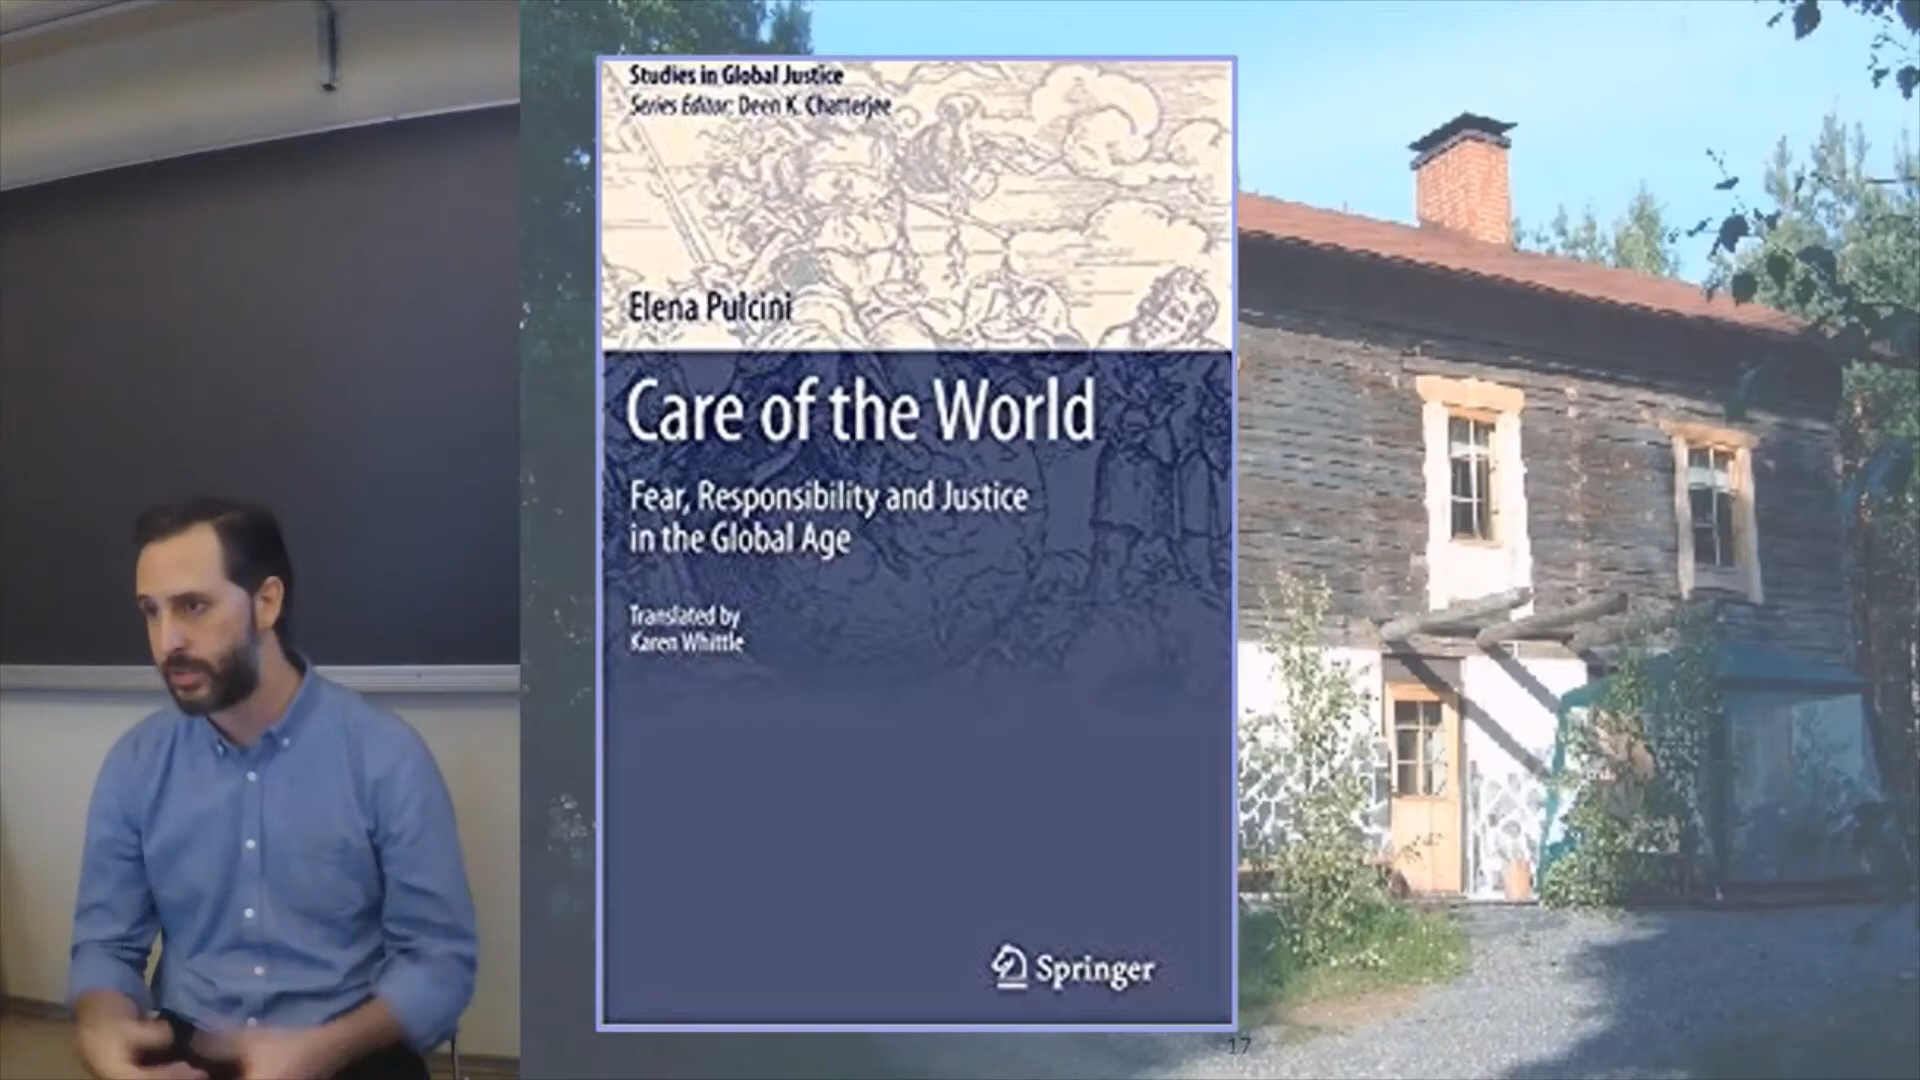 Studies in Global Justice
Series Editor: Deen K. Chatterjee
Elena Pulcini
Care of the World
Fear, Responsibility and Justice
in the Global Age
Translated by
Karen Whittle
Springer
17